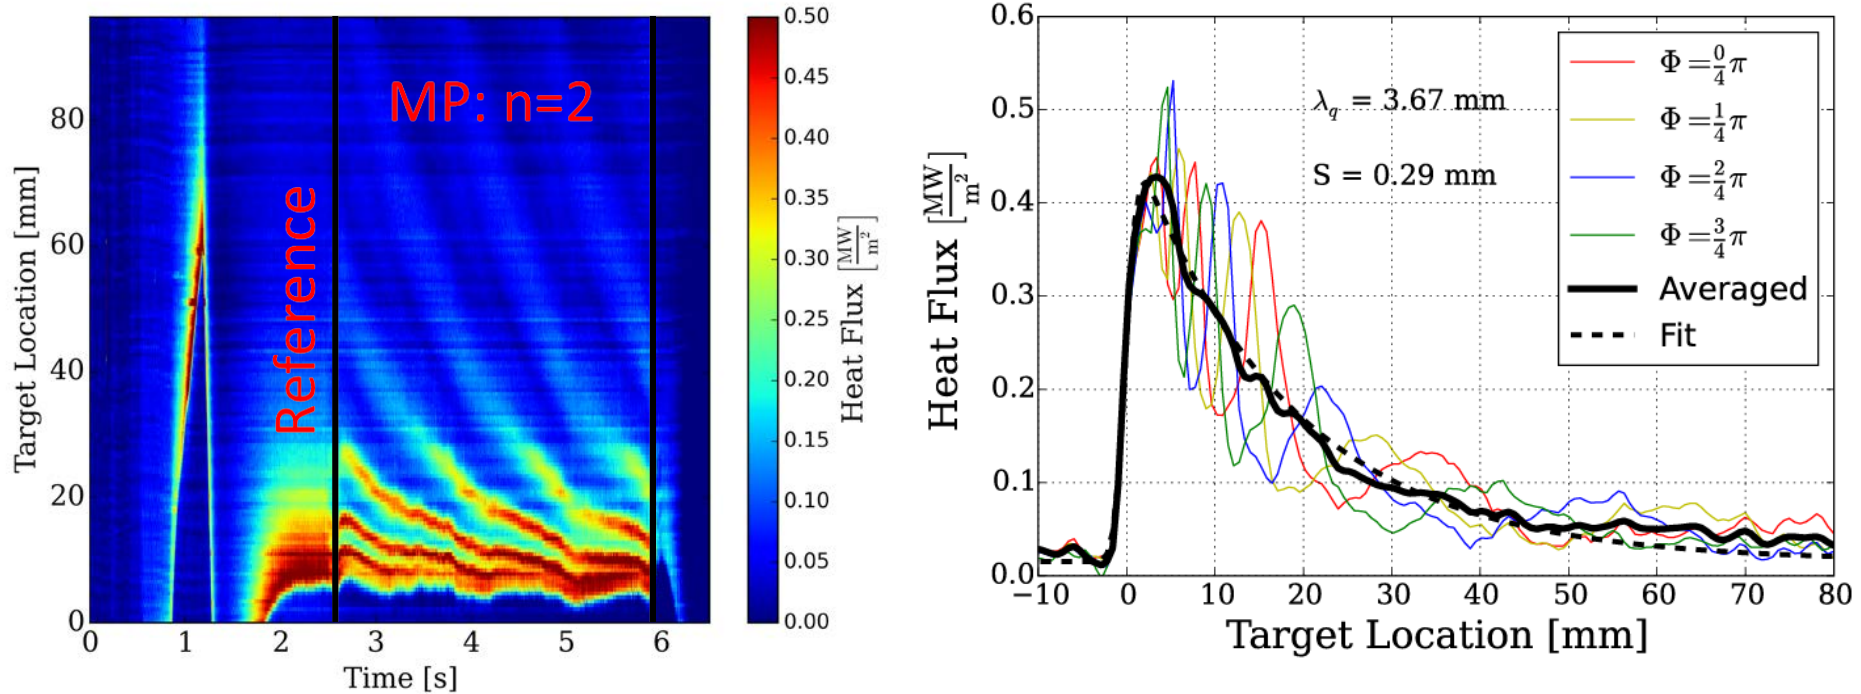 MP: n=2
Reference
Target Location [mm]
80
60
40
20
0
0 1 2 3 4 5 6
Time [s]
0.50
0.45
0.40
0.35
0.30
0.25
0.20
0.15
0.10
0.05
0.00
Heat Flux [MW/m²]
0.6
0.5
0.4
0.3
0.2
0.1
0.0
Heat Flux [MW/m²]
−10 0 10 20 30 40 50 60 70 80
Target Location [mm]
λq = 3.67 mm
S = 0.29 mm
Φ = 0/4 π
Φ = 1/4 π
Φ = 2/4 π
Φ = 3/4 π
Averaged
Fit